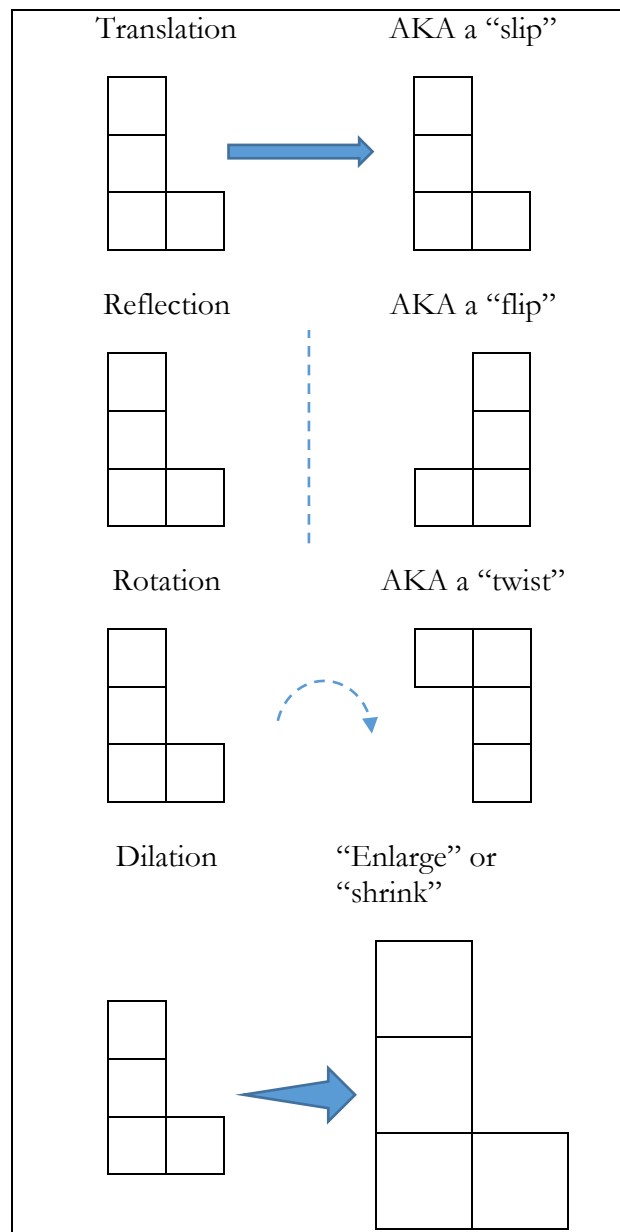 Translation AKA a “slip”
Reflection AKA a “flip”
Rotation AKA a “twist”
Dilation “Enlarge” or
“shrink”